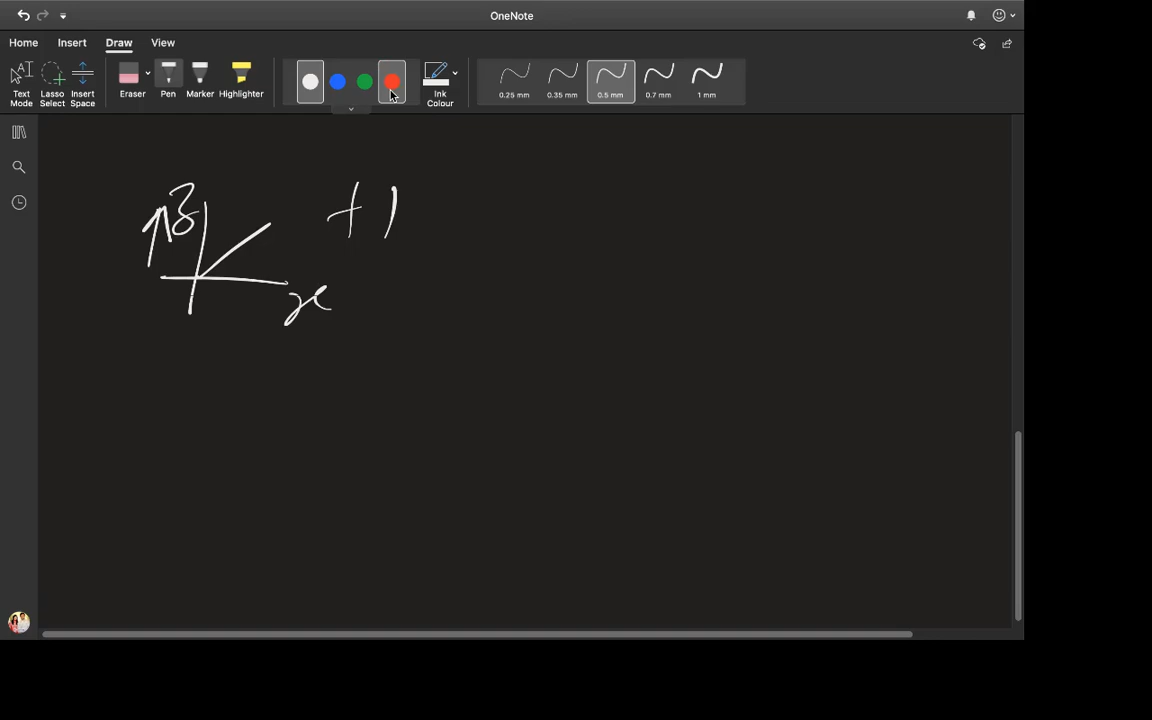 OneNote
Home Insert Draw View
Text Mode
Lasso Select
Insert Space
Eraser
Pen
Marker
Highlighter
Ink Colour
0.25 mm
0.35 mm
0.5 mm
0.7 mm
1 mm
+1
x